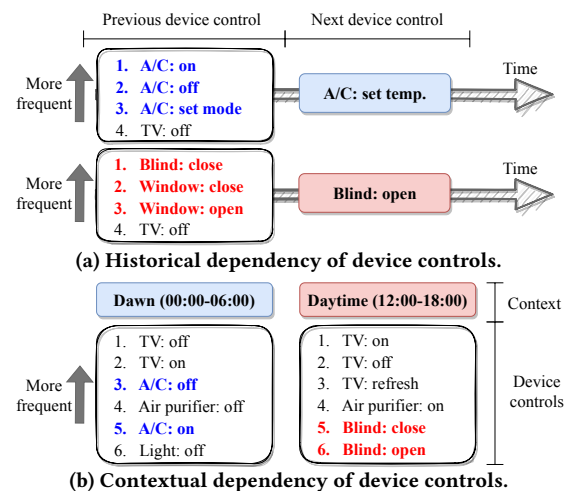 Previous device control Next device control
More frequent
1. A/C: on
2. A/C: off
3. A/C: set mode
4. TV: off
A/C: set temp.
Time
More frequent
1. Blind: close
2. Window: close
3. Window: open
4. TV: off
Blind: open
Time
(a) Historical dependency of device controls.
Dawn (00:00-06:00) Daytime (12:00-18:00) Context
More frequent
1. TV: off
2. TV: on
3. A/C: off
4. Air purifier: off
5. A/C: on
6. Light: off
1. TV: on
2. TV: off
3. TV: refresh
4. Air purifier: on
5. Blind: close
6. Blind: open
Device controls
(b) Contextual dependency of device controls.